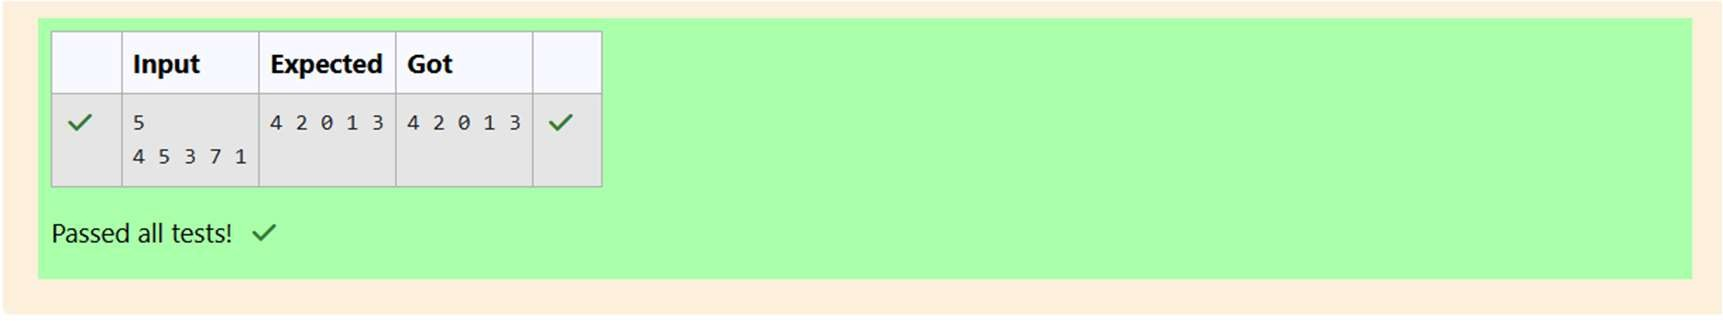 Input Expected Got
5 4 2 0 1 3 4 2 0 1 3
4 5 3 7 1
Passed all tests!